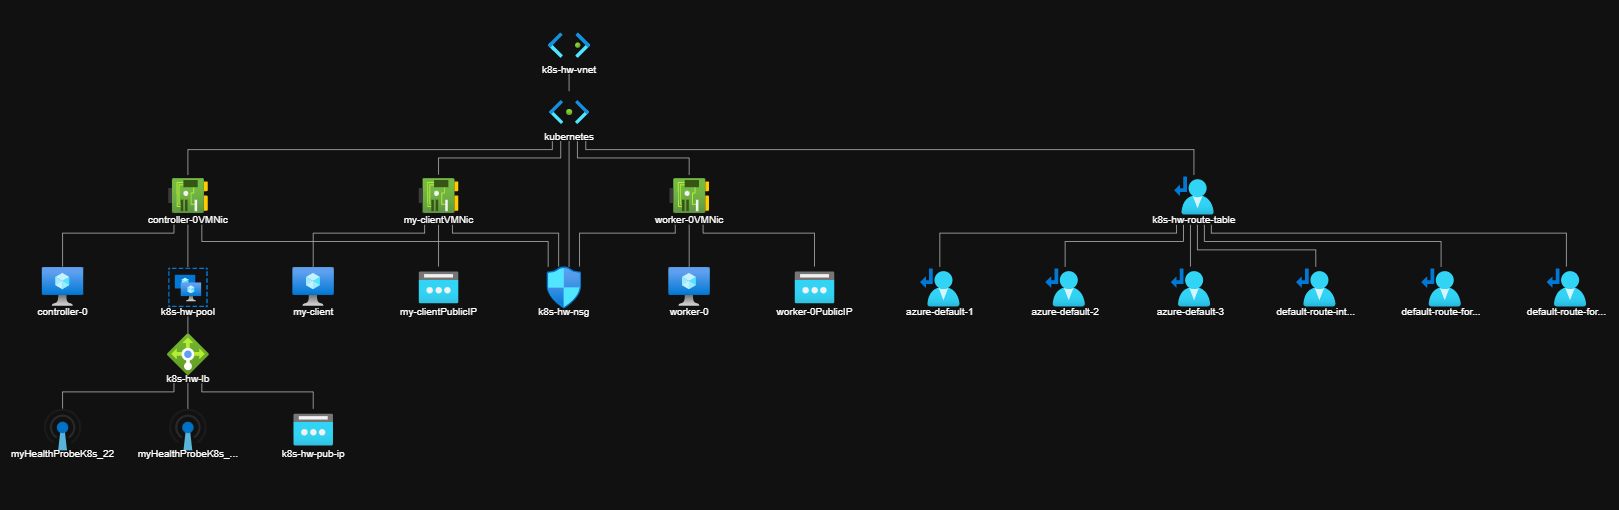 k8s-hw-vnet
kubernetes
controller-0VMNic
my-clientVMNic
worker-0VMNic
k8s-hw-route-table
controller-0
k8s-hw-pool
my-client
my-clientPublicIP
k8s-hw-nsg
worker-0
worker-0PublicIP
azure-default-1
azure-default-2
azure-default-3
default-route-int...
default-route-for...
default-route-for...
k8s-hw-lb
myHealthProbeK8s_22
myHealthProbeK8s_...
k8s-hw-pub-ip